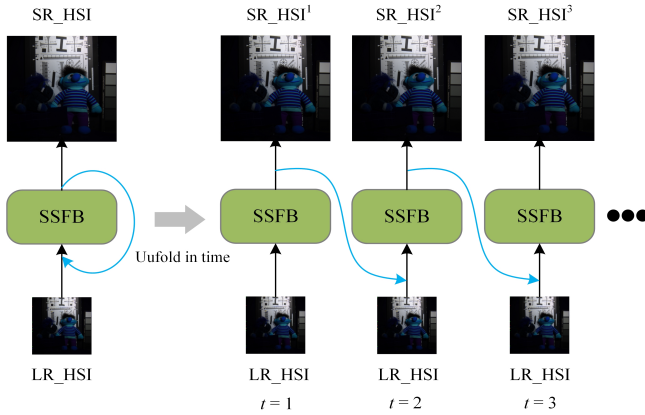 SR_HSI SR_HSI¹ SR_HSI² SR_HSI³
SSFB SSFB SSFB SSFB
Uufold in time
LR_HSI LR_HSI LR_HSI LR_HSI
t = 1 t = 2 t = 3